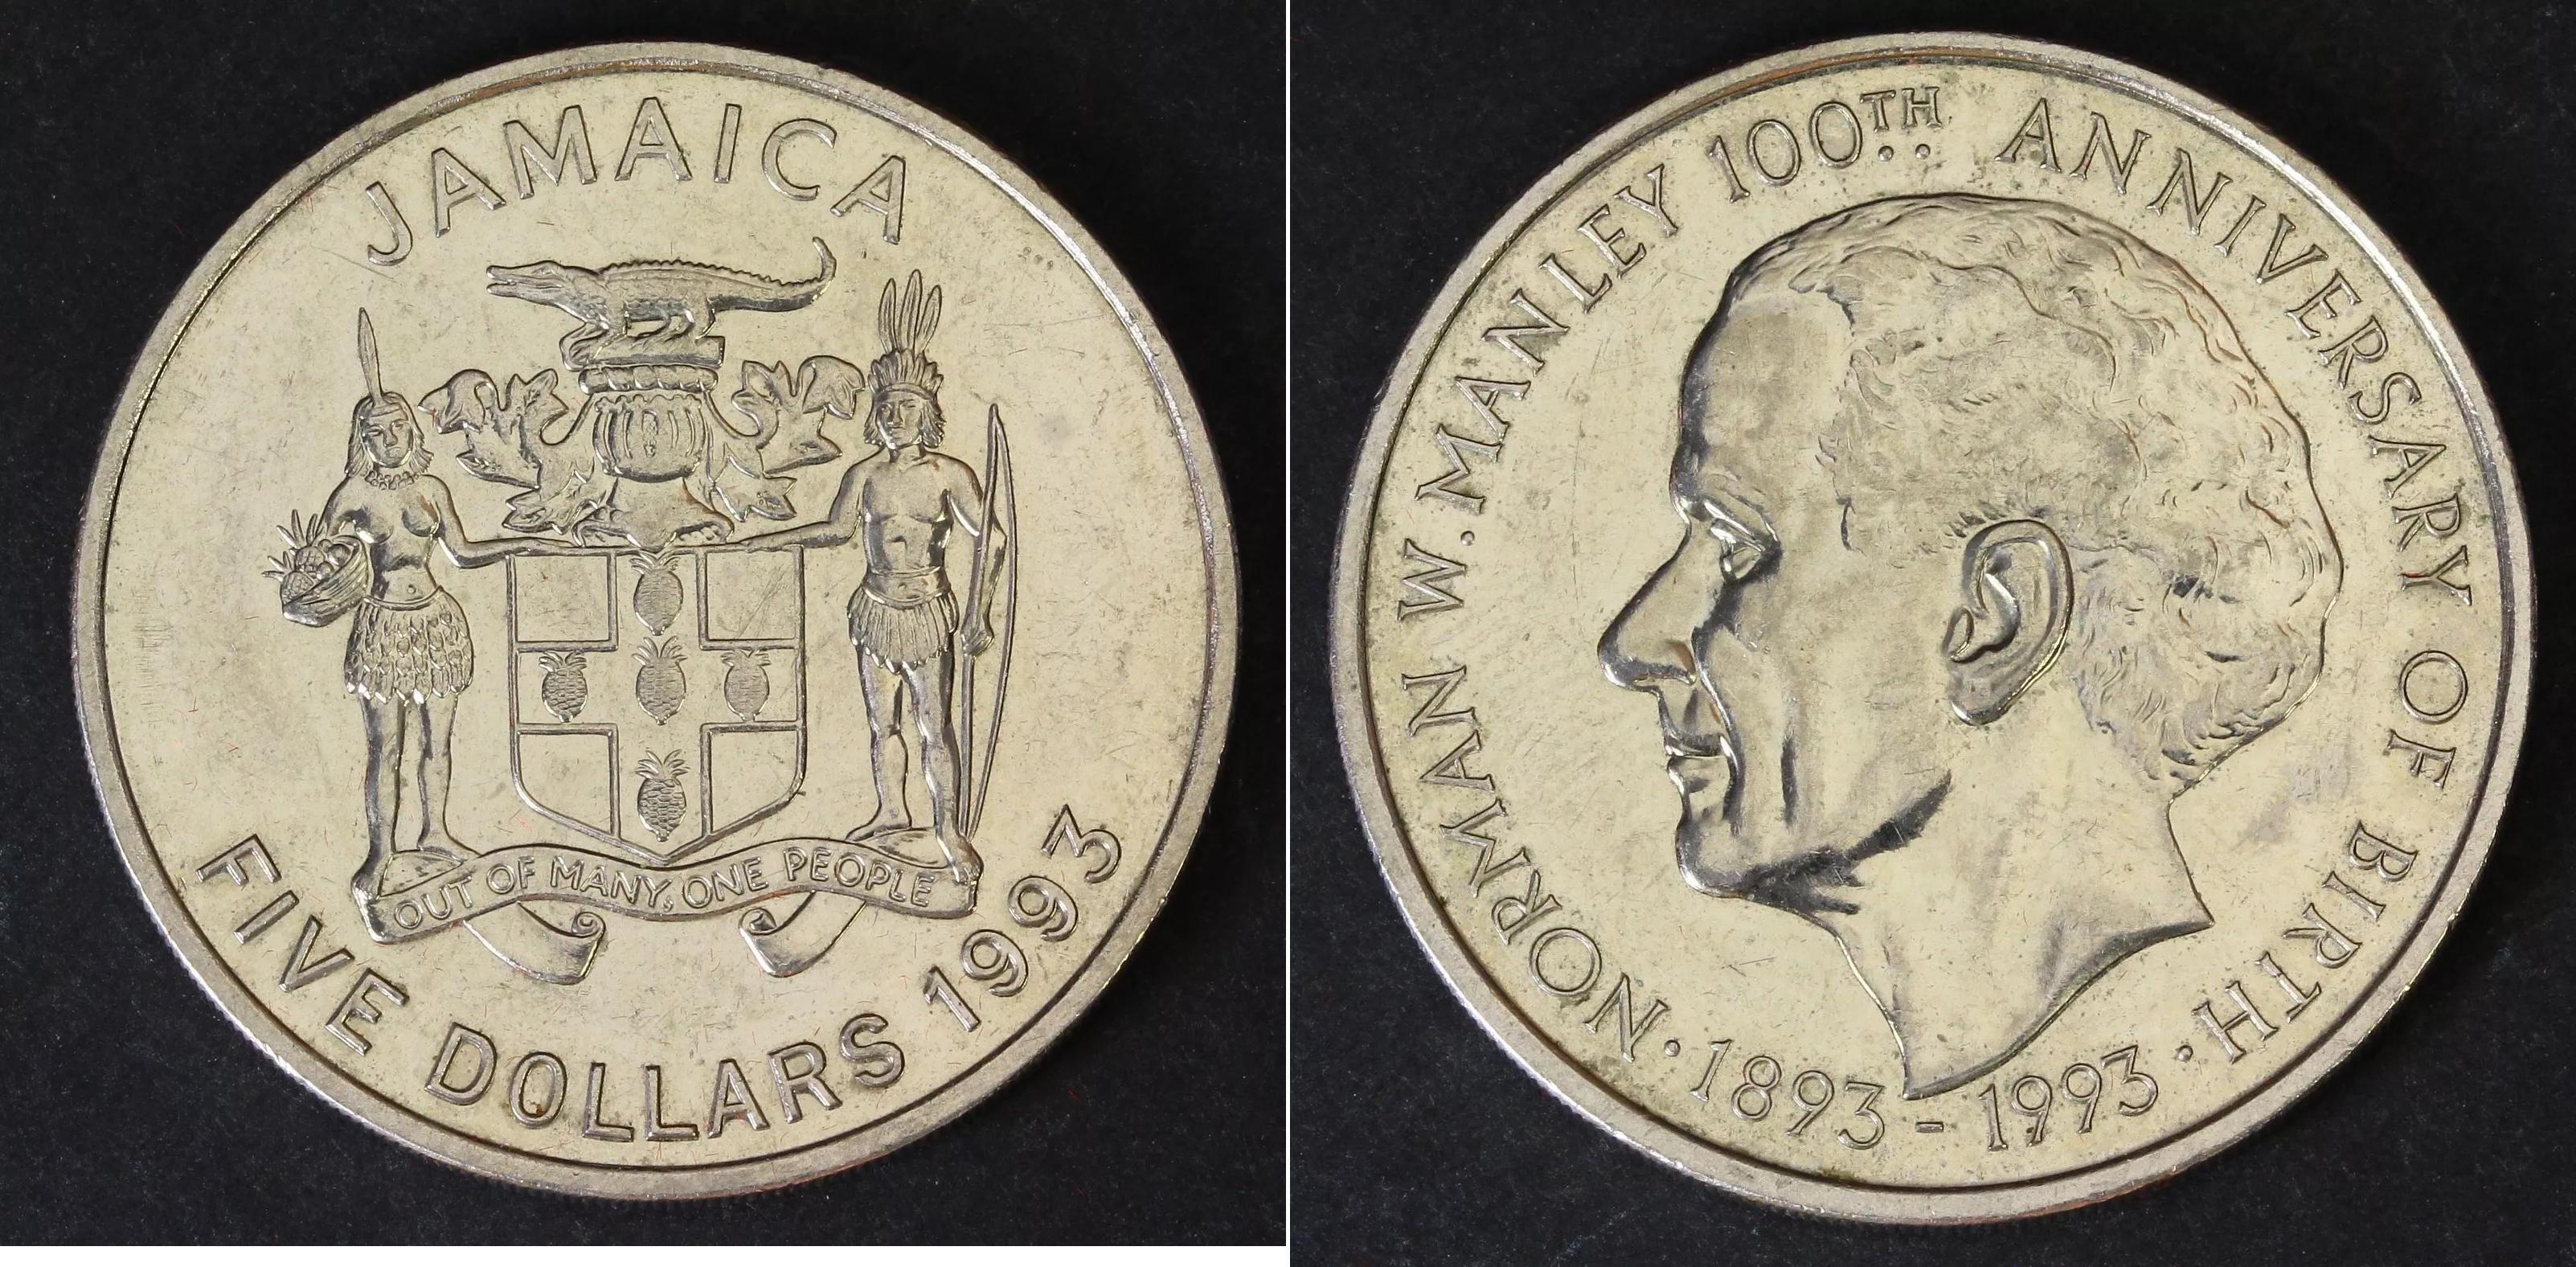 JAMAICA
OUT OF MANY, ONE PEOPLE
FIVE DOLLARS 1993
NORMAN W. MANLEY 100TH ANNIVERSARY OF BIRTH
· 1893 - 1993 ·